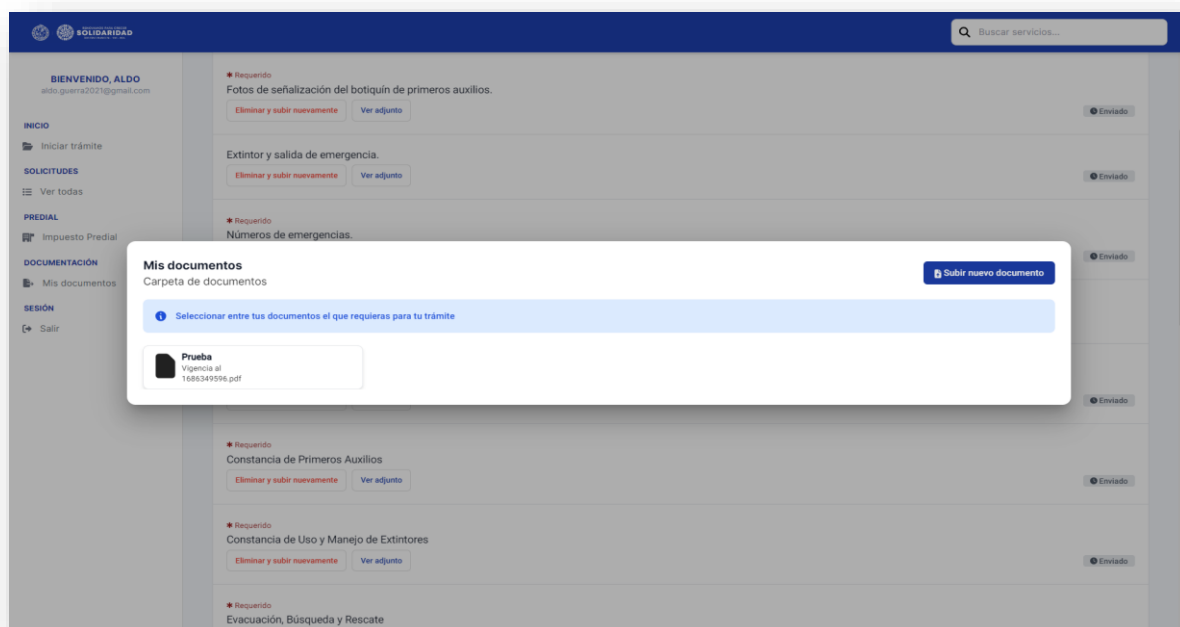 SOLIDARIDAD
Buscar servicios...
BIENVENIDO, ALDO
aldo.guerra2021@gmail.com
INICIO
Iniciar trámite
SOLICITUDES
Ver todas
PREDIAL
Impuesto Predial
DOCUMENTACIÓN
Mis documentos
SESIÓN
Salir
* Requerido
Fotos de señalización del botiquín de primeros auxilios.
Eliminar y subir nuevamente Ver adjunto
Enviado
Extintor y salida de emergencia.
Eliminar y subir nuevamente Ver adjunto
Enviado
* Requerido
Números de emergencias.
Enviado
Mis documentos
Carpeta de documentos
Subir nuevo documento
Seleccionar entre tus documentos el que requieras para tu trámite
Prueba
Vigencia al
1686349596.pdf
Enviado
* Requerido
Constancia de Primeros Auxilios
Eliminar y subir nuevamente Ver adjunto
Enviado
* Requerido
Constancia de Uso y Manejo de Extintores
Eliminar y subir nuevamente Ver adjunto
Enviado
* Requerido
Evacuación, Búsqueda y Rescate